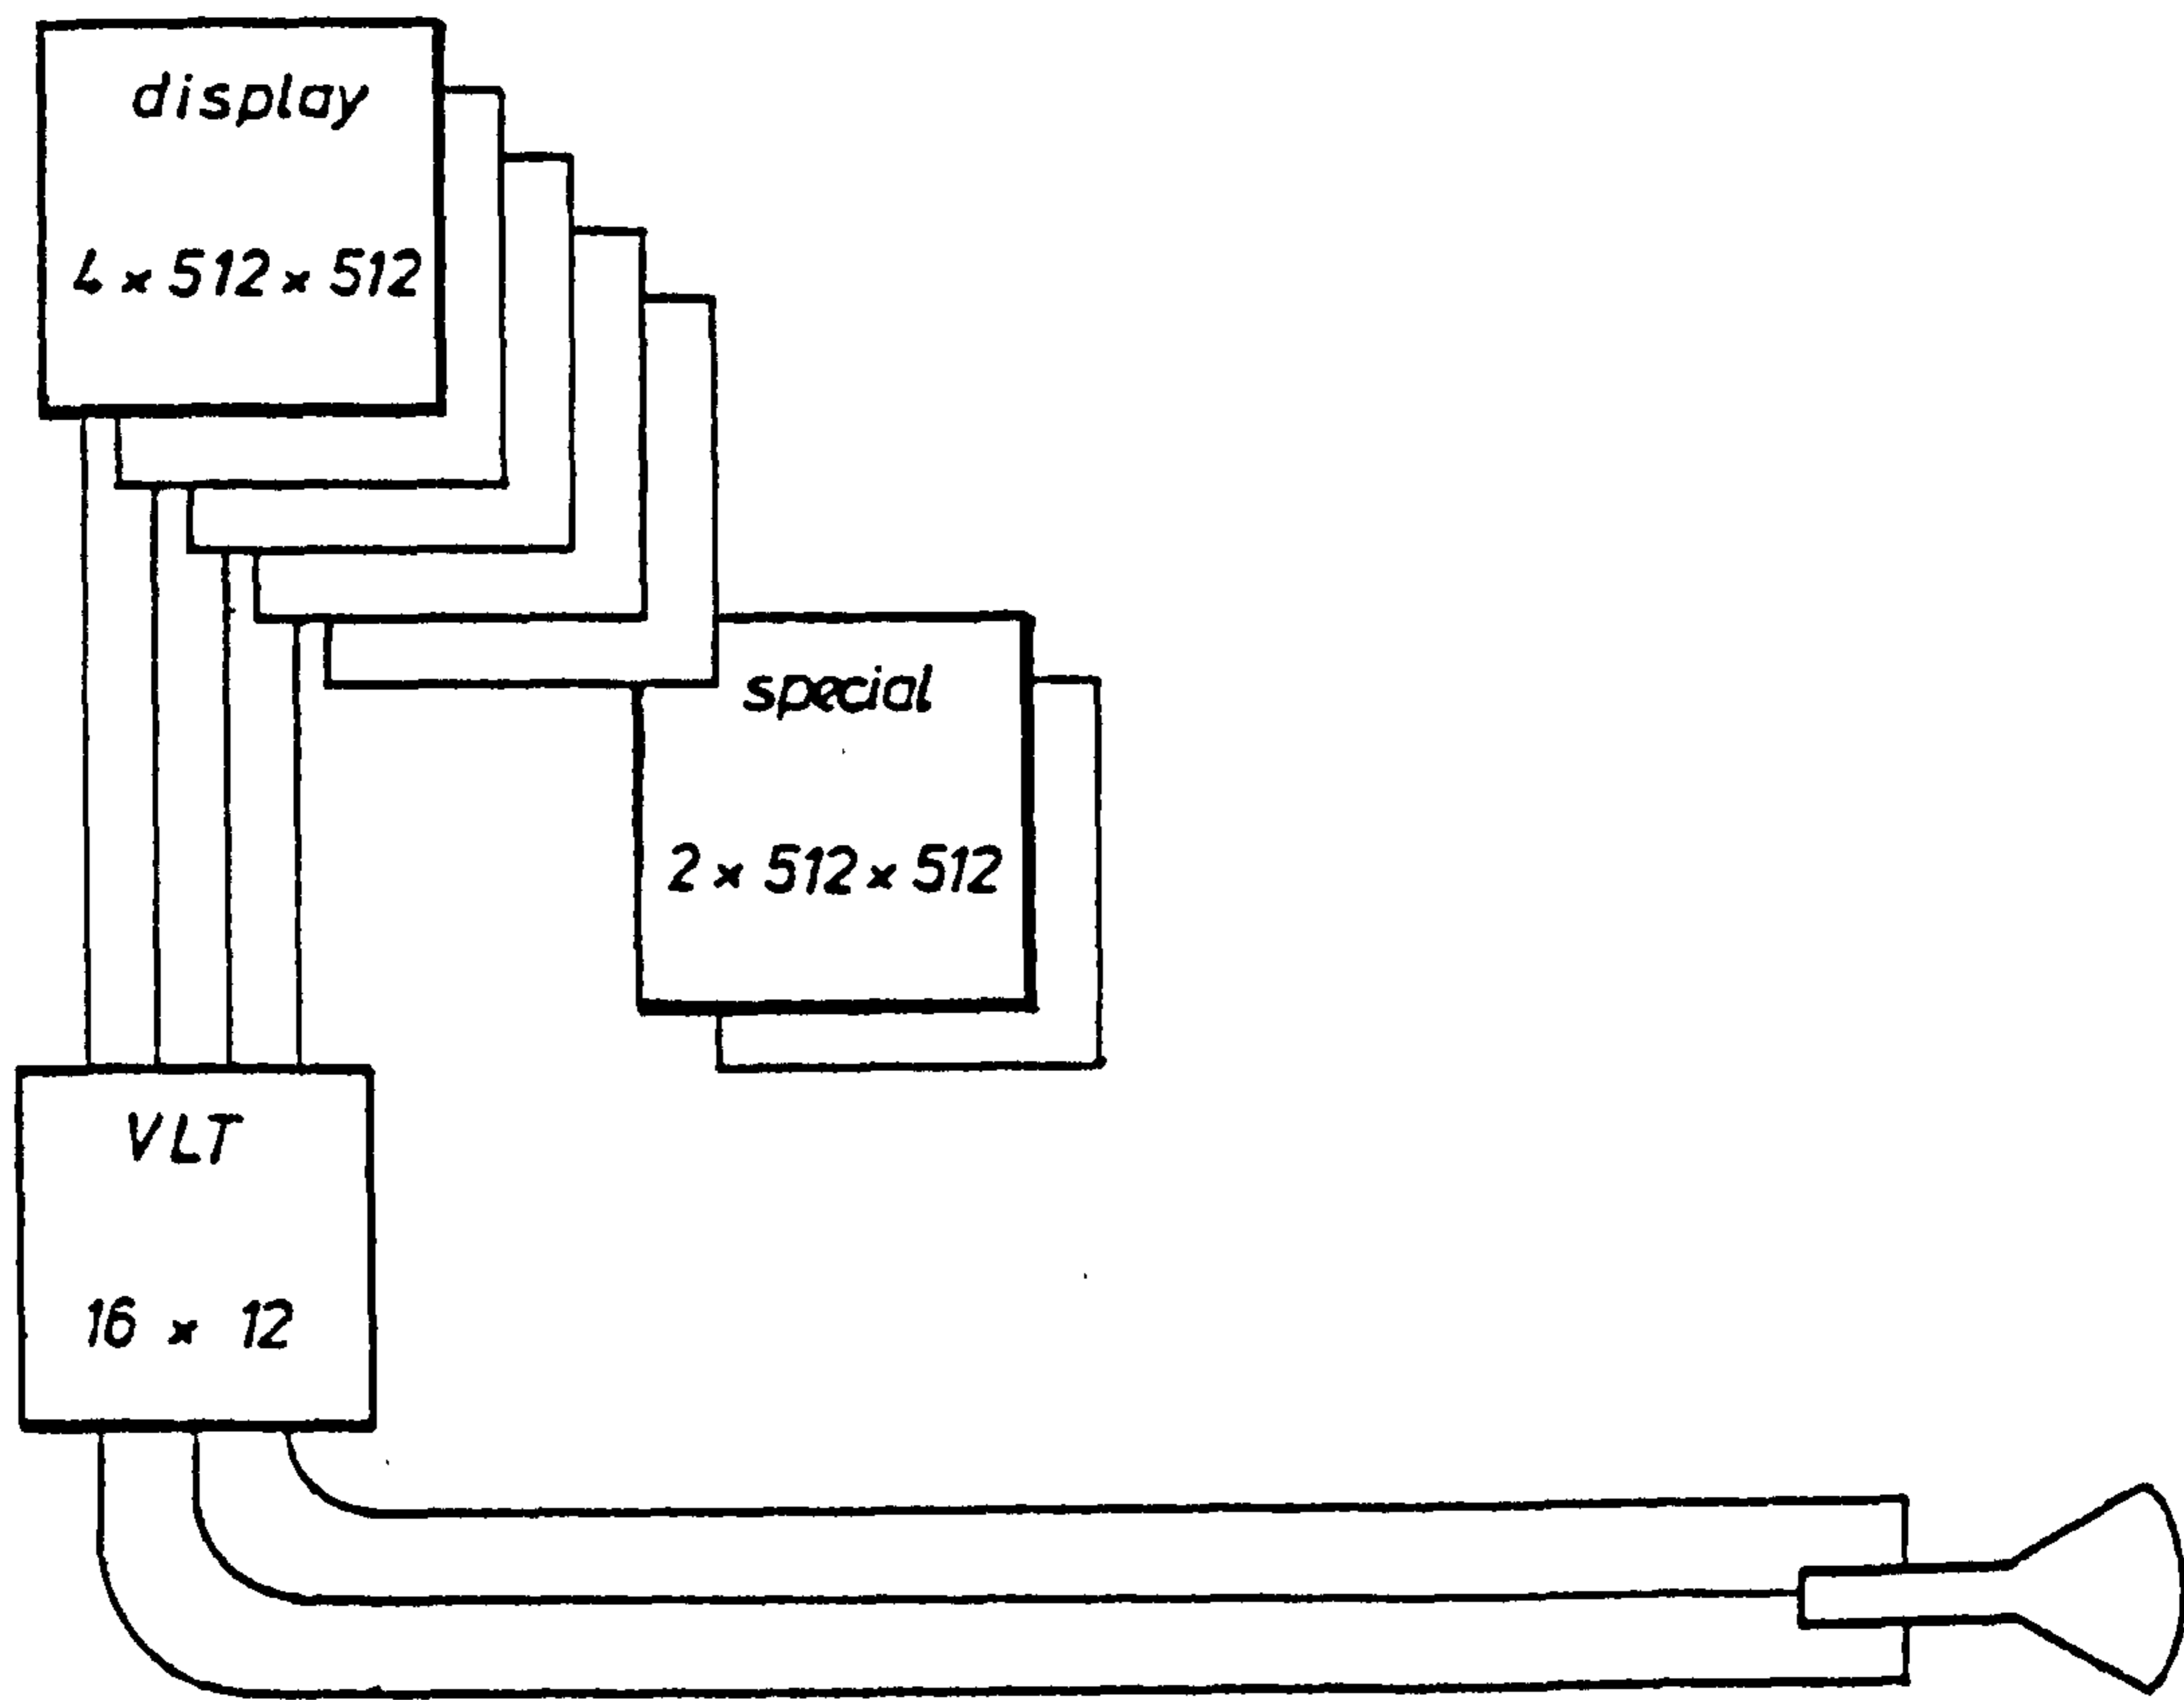 display
4 × 512 × 512
special
2 × 512 × 512
VLT
16 × 12